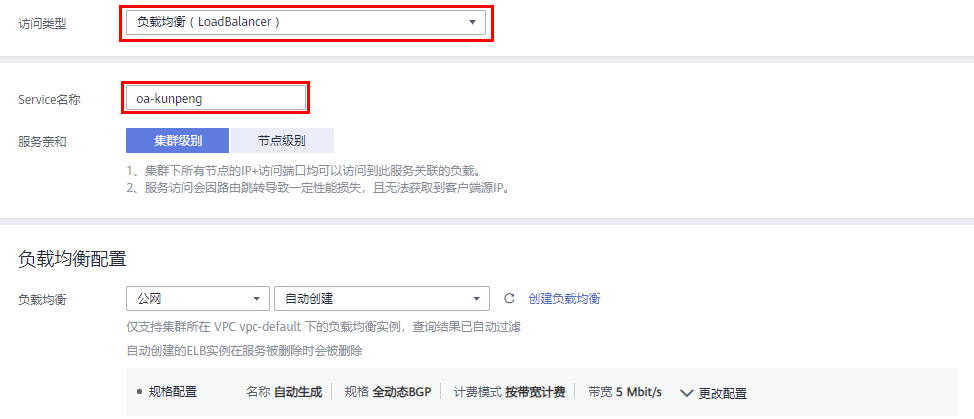 访问类型 负载均衡（LoadBalancer）
Service名称 oa-kunpeng
服务亲和 集群级别 节点级别
1、集群下所有节点的IP+访问端口均可以访问到此服务关联的负载。
2、服务访问会因路由跳转导致一定性能损失，且无法获取到客户端源IP。
负载均衡配置
负载均衡 公网 自动创建 创建负载均衡
仅支持集群所在 VPC vpc-default 下的负载均衡实例，查询结果已自动过滤
自动创建的ELB实例在服务被删除时会被删除
规格配置 名称 自动生成 规格 全动态BGP 计费模式 按带宽计费 带宽 5 Mbit/s 更改配置